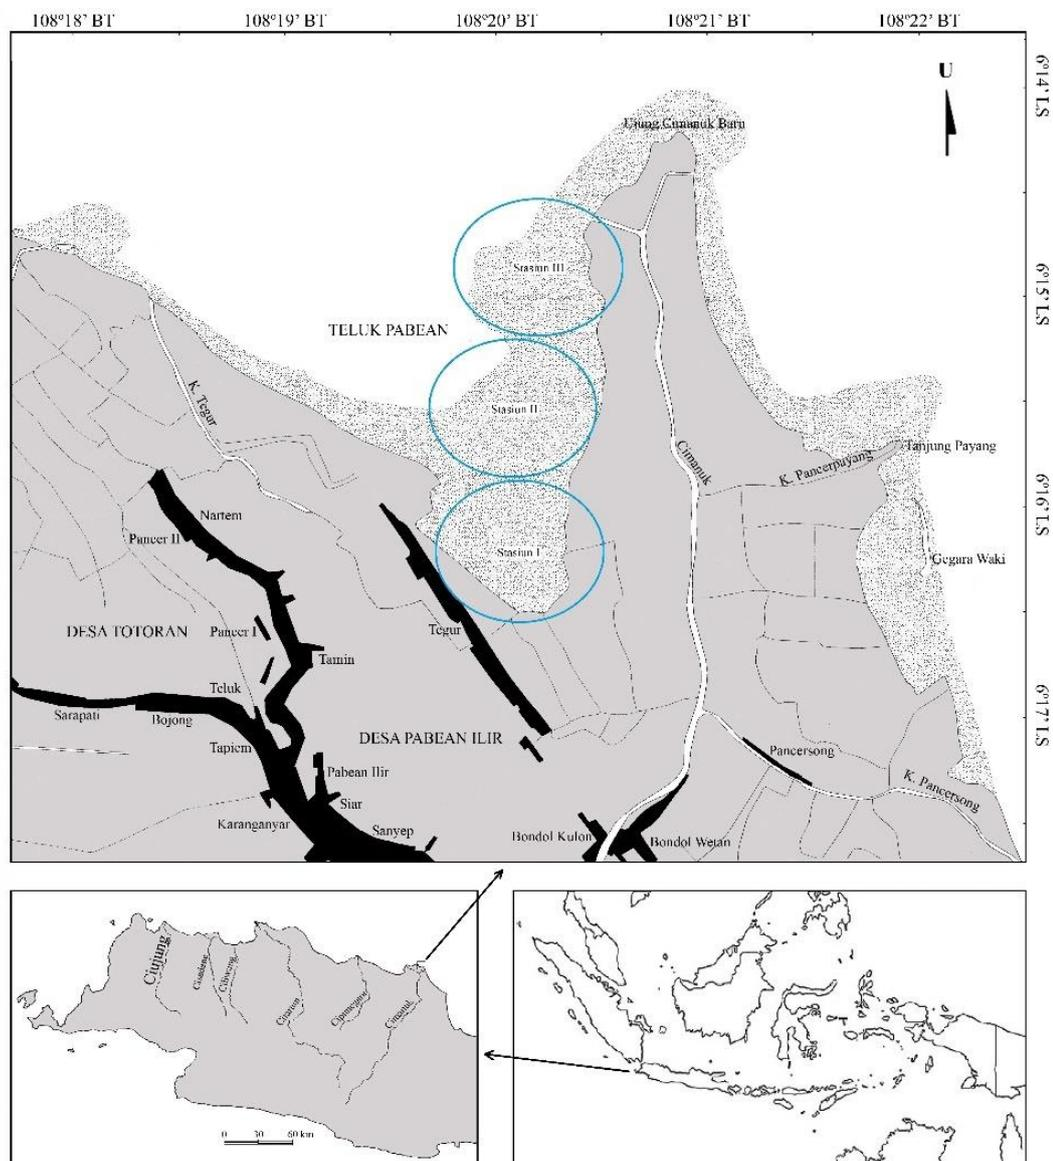 108°18' BT
108°19' BT
108°20' BT
108°21' BT
108°22' BT
6°14' LS
U
Ujung Cimanuk Baru
Stasiun III
6°15' LS
TELUK PABEAN
K. Tegur
Stasiun II
Cimanuk
Tanjung Payang
K. Pancerpayang
6°16' LS
Nartem
Pancer II
Stasiun I
Gegara Waki
DESA TOTORAN
Pancer I
Tegur
Tamin
Teluk
Sarapati
Bojong
6°17' LS
Tapiem
DESA PABEAN ILIR
Pancersong
Pabean Ilir
K. Pancersong
Siar
Karanganyar
Sanyep
Bondol Kulon
Bondol Wetan
Ciujung
Ciliwung
Citarum
Cipunegara
Cimanuk
0 30 60 km